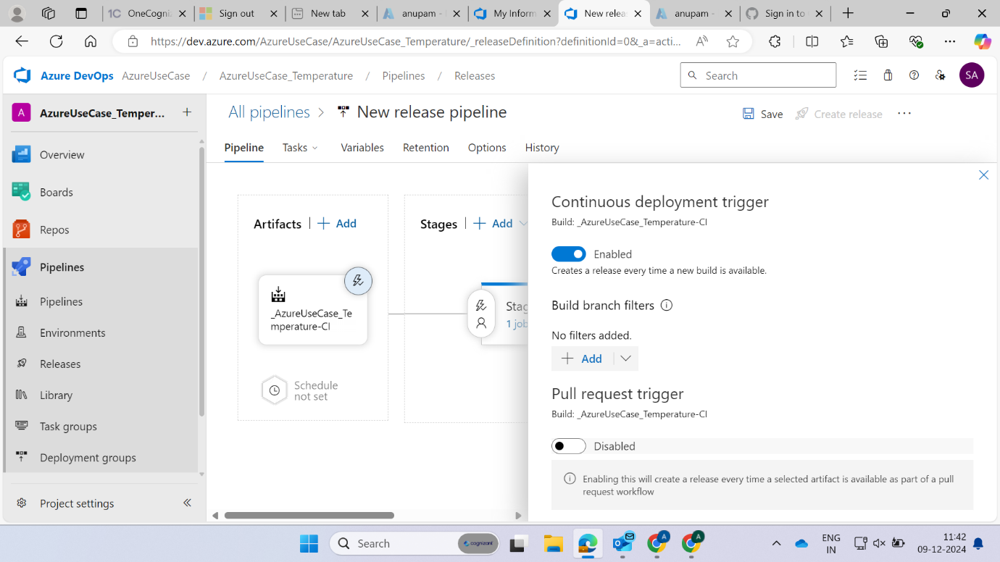 OneCogni
Sign out
New tab
anupam -
My Inform
New relea
anupam -
Sign in to
https://dev.azure.com/AzureUseCase/AzureUseCase_Temperature/_releaseDefinition?definitionId=0&_a=acti...
Azure DevOps AzureUseCase / AzureUseCase_Temperature / Pipelines / Releases
Search
SA
A AzureUseCase_Temper...
Overview
Boards
Repos
Pipelines
Pipelines
Environments
Releases
Library
Task groups
Deployment groups
Project settings
All pipelines > New release pipeline
Save
Create release
Pipeline Tasks Variables Retention Options History
Artifacts | + Add
Stages | + Add
_AzureUseCase_Te
mperature-CI
Schedule
not set
Stag
1 job
Continuous deployment trigger
Build: _AzureUseCase_Temperature-CI
Enabled
Creates a release every time a new build is available.
Build branch filters
No filters added.
+ Add
Pull request trigger
Build: _AzureUseCase_Temperature-CI
Disabled
Enabling this will create a release every time a selected artifact is available as part of a pull
request workflow
Search
cognizant
A
A
ENG
IN
11:42
09-12-2024